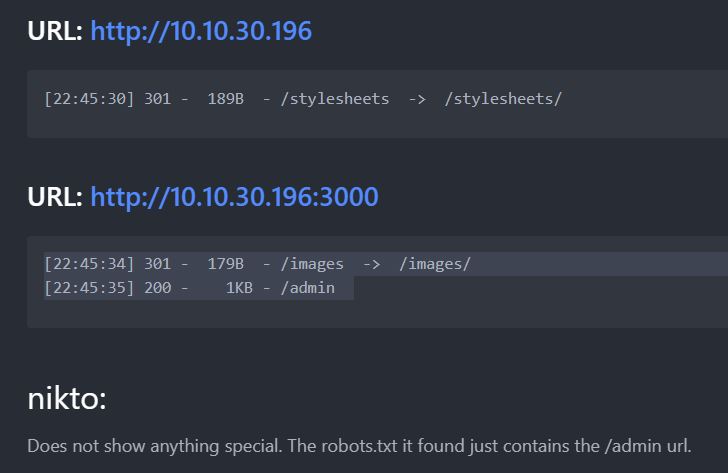 URL: http://10.10.30.196
[22:45:30] 301 -  189B  - /stylesheets  ->  /stylesheets/
URL: http://10.10.30.196:3000
[22:45:34] 301 -  179B  - /images  ->  /images/
[22:45:35] 200 -    1KB - /admin
nikto:
Does not show anything special. The robots.txt it found just contains the /admin url.